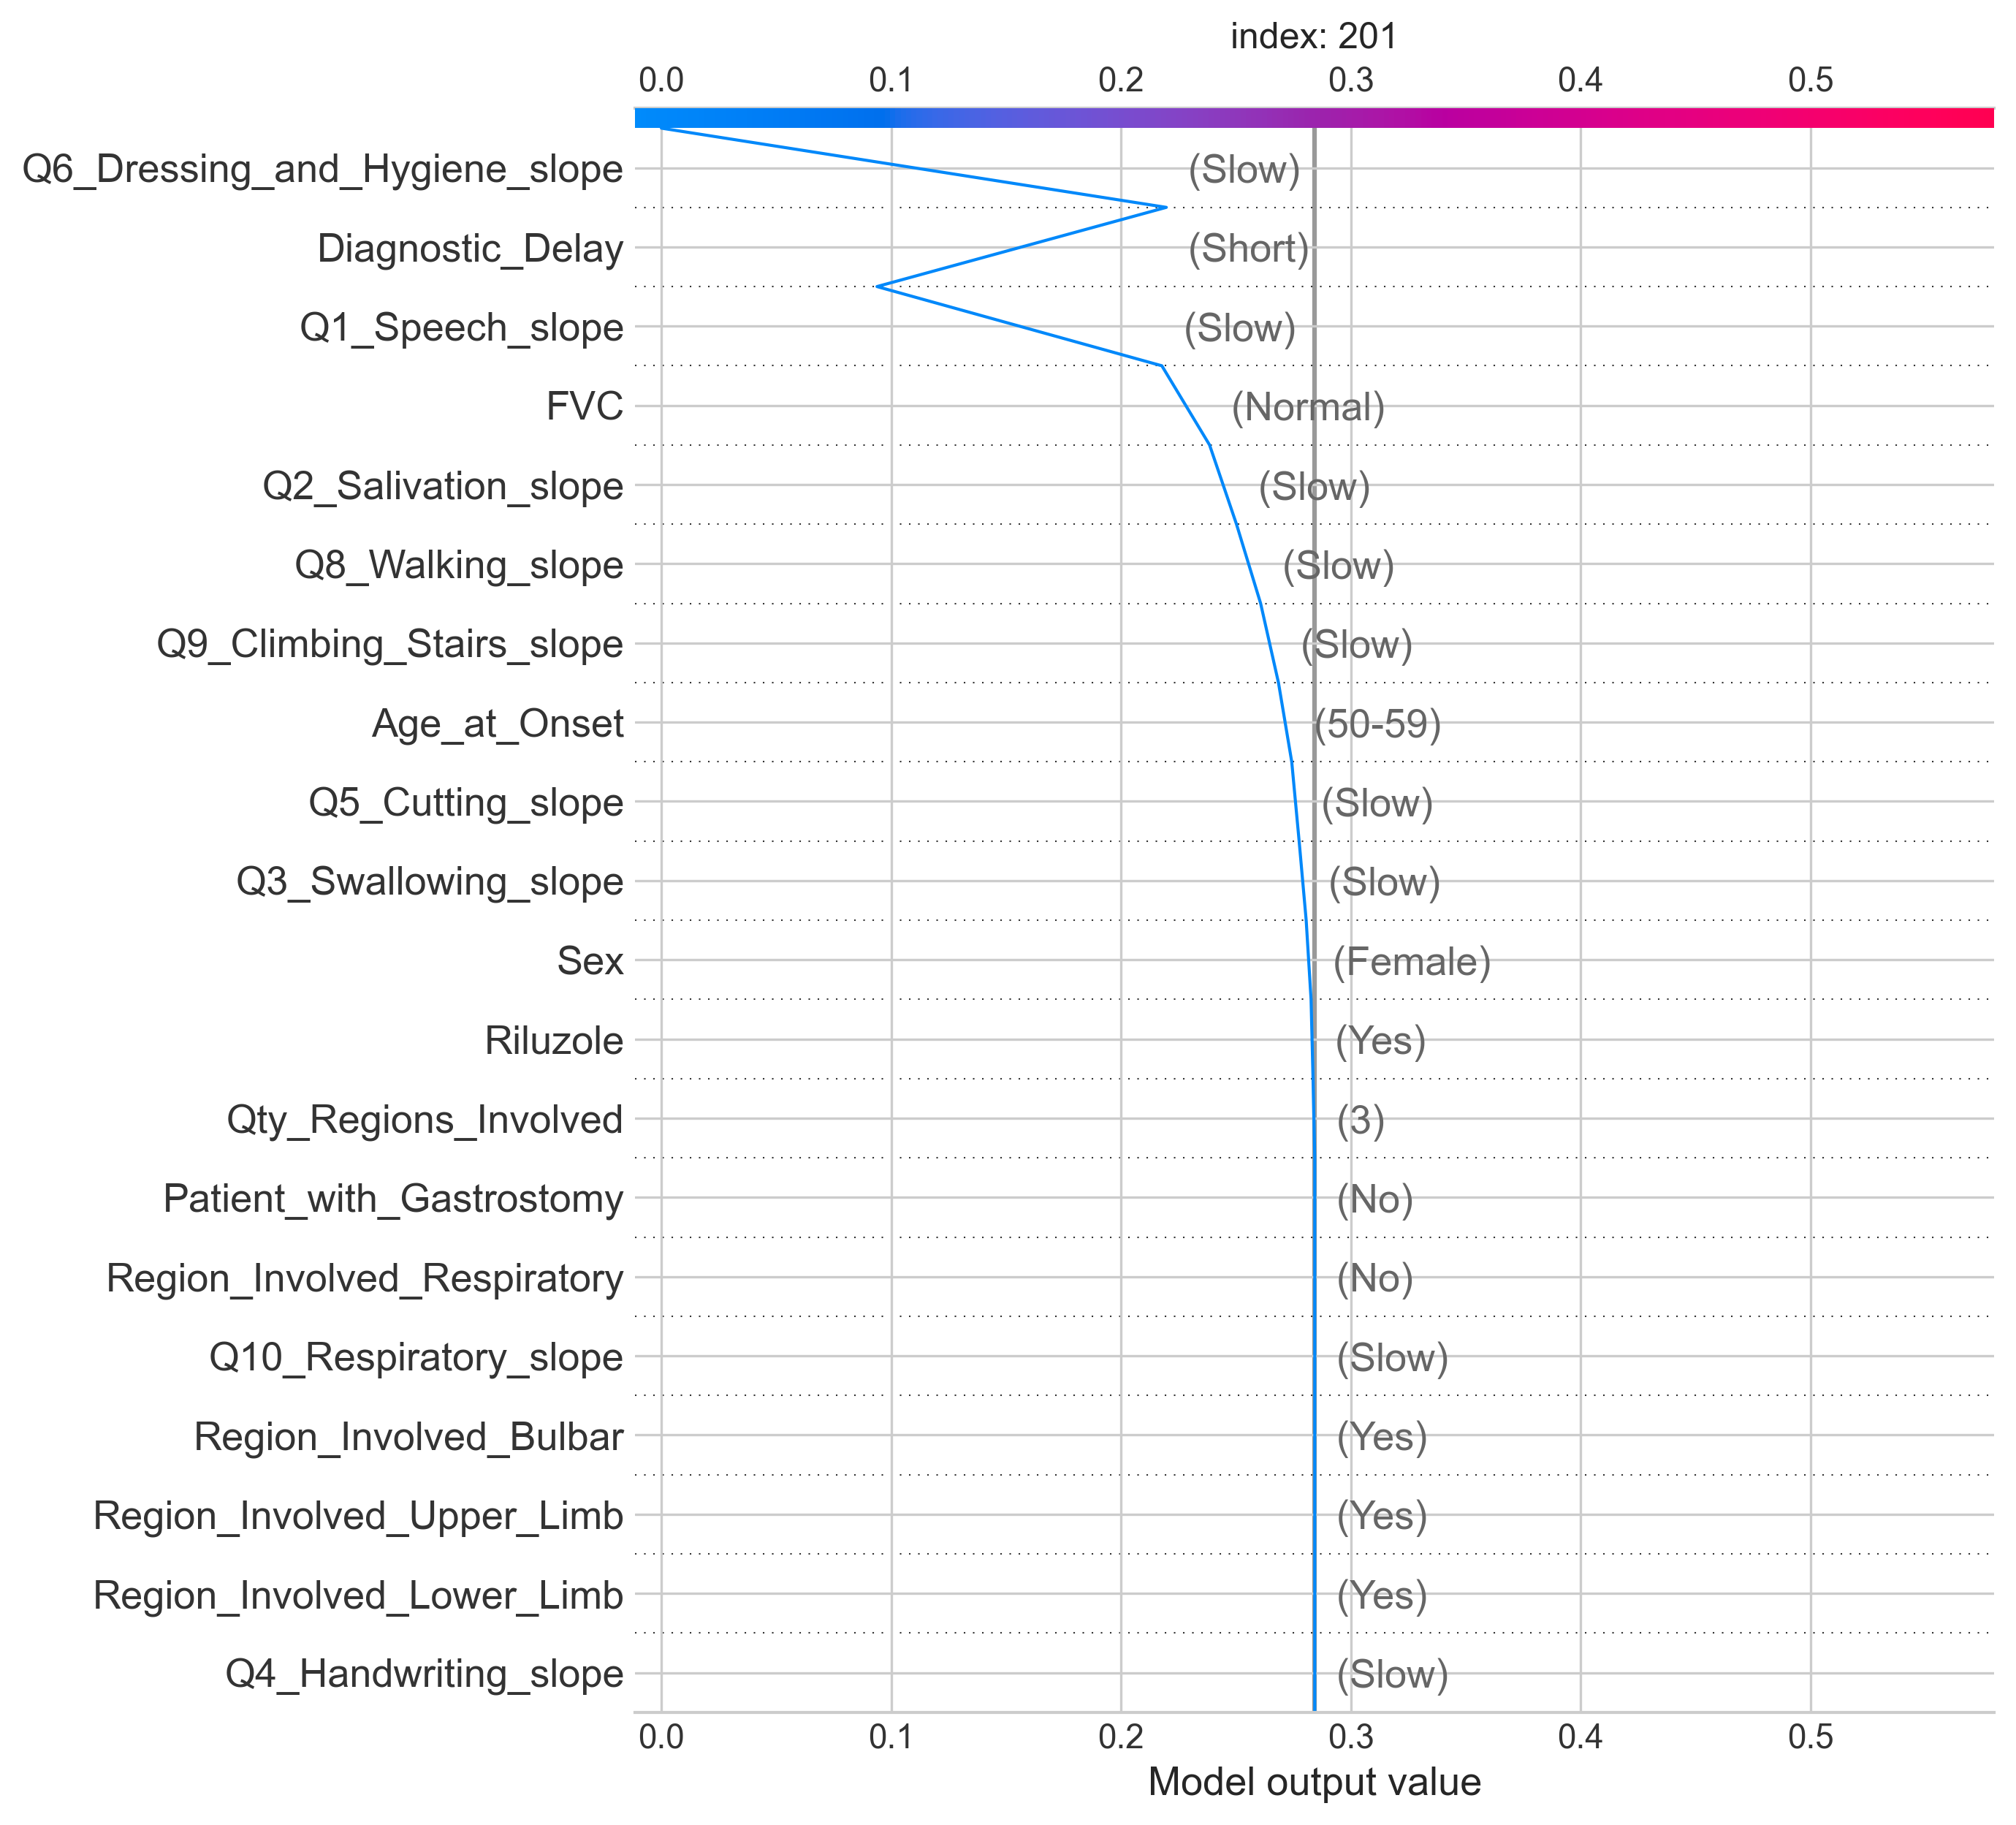 index: 201
0.0 0.1 0.2 0.3 0.4 0.5
Q6_Dressing_and_Hygiene_slope (Slow)
Diagnostic_Delay (Short)
Q1_Speech_slope (Slow)
FVC (Normal)
Q2_Salivation_slope (Slow)
Q8_Walking_slope (Slow)
Q9_Climbing_Stairs_slope (Slow)
Age_at_Onset (50-59)
Q5_Cutting_slope (Slow)
Q3_Swallowing_slope (Slow)
Sex (Female)
Riluzole (Yes)
Qty_Regions_Involved (3)
Patient_with_Gastrostomy (No)
Region_Involved_Respiratory (No)
Q10_Respiratory_slope (Slow)
Region_Involved_Bulbar (Yes)
Region_Involved_Upper_Limb (Yes)
Region_Involved_Lower_Limb (Yes)
Q4_Handwriting_slope (Slow)
0.0 0.1 0.2 0.3 0.4 0.5
Model output value